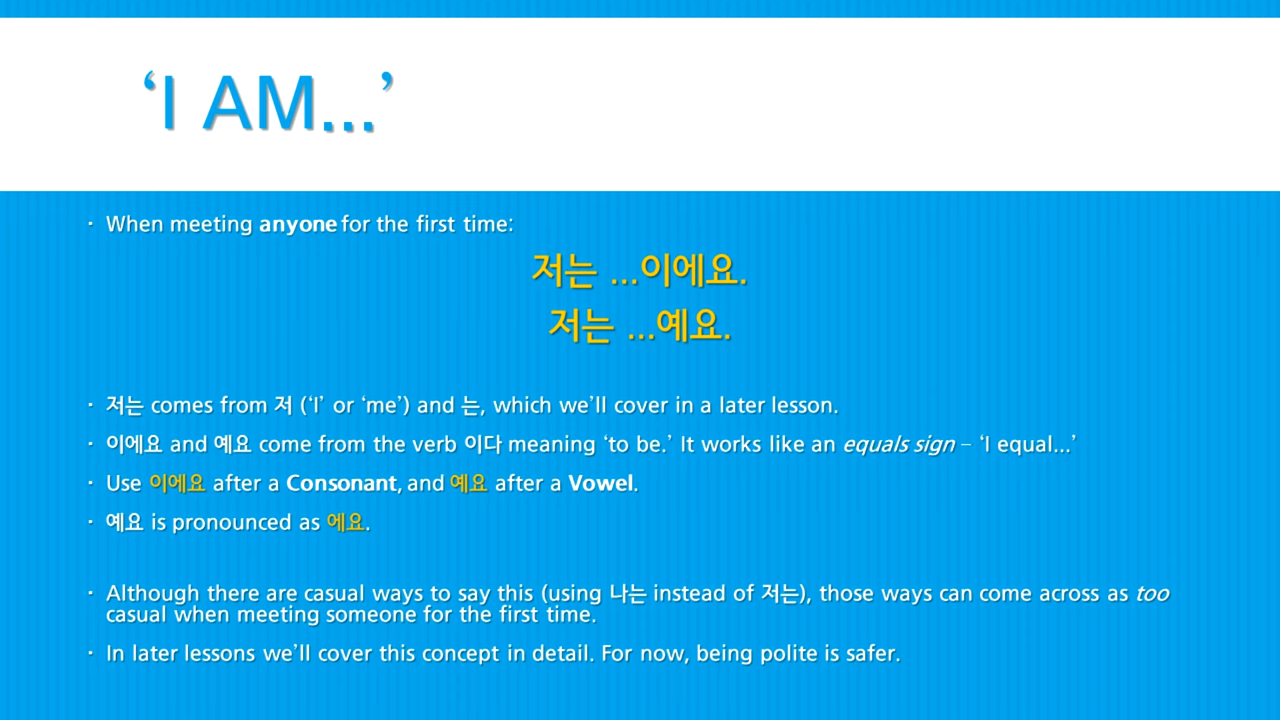 ‘I AM...’
· When meeting anyone for the first time:
저는 ...이에요.
저는 ...예요.
· 저는 comes from 저 (‘I’ or ‘me’) and 는, which we’ll cover in a later lesson.
· 이에요 and 예요 come from the verb 이다 meaning ‘to be.’ It works like an equals sign – ‘I equal...’
· Use 이에요 after a Consonant, and 예요 after a Vowel.
· 예요 is pronounced as 에요.
· Although there are casual ways to say this (using 나는 instead of 저는), those ways can come across as too
casual when meeting someone for the first time.
· In later lessons we’ll cover this concept in detail. For now, being polite is safer.